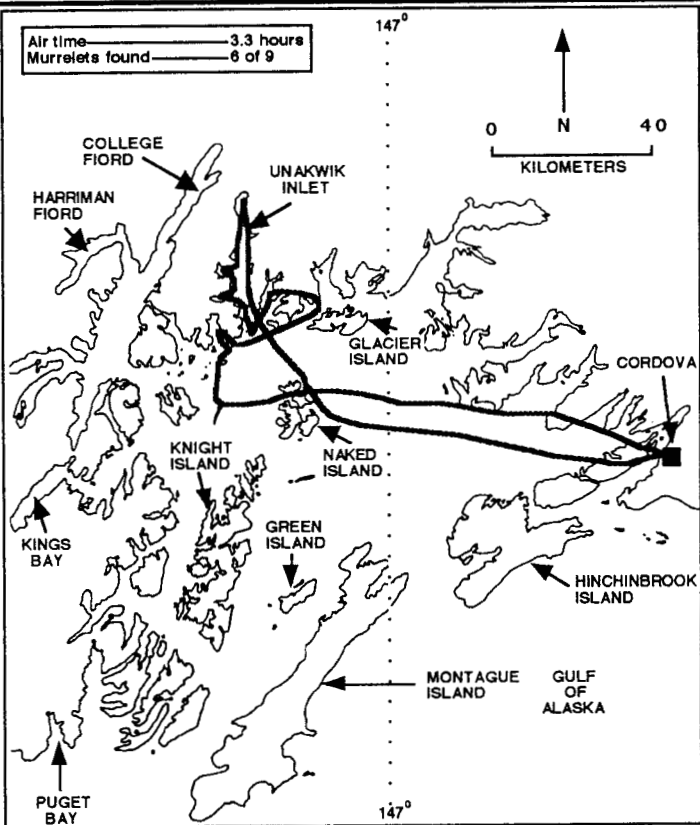 147°
Air time 3.3 hours
Murrelets found 6 of 9
N
0 40
KILOMETERS
COLLEGE
FIORD
UNAKWIK
INLET
HARRIMAN
FIORD
GLACIER
ISLAND
CORDOVA
KNIGHT
ISLAND
NAKED
ISLAND
KINGS
BAY
GREEN
ISLAND
HINCHINBROOK
ISLAND
MONTAGUE
ISLAND
GULF
OF
ALASKA
PUGET
BAY
147°